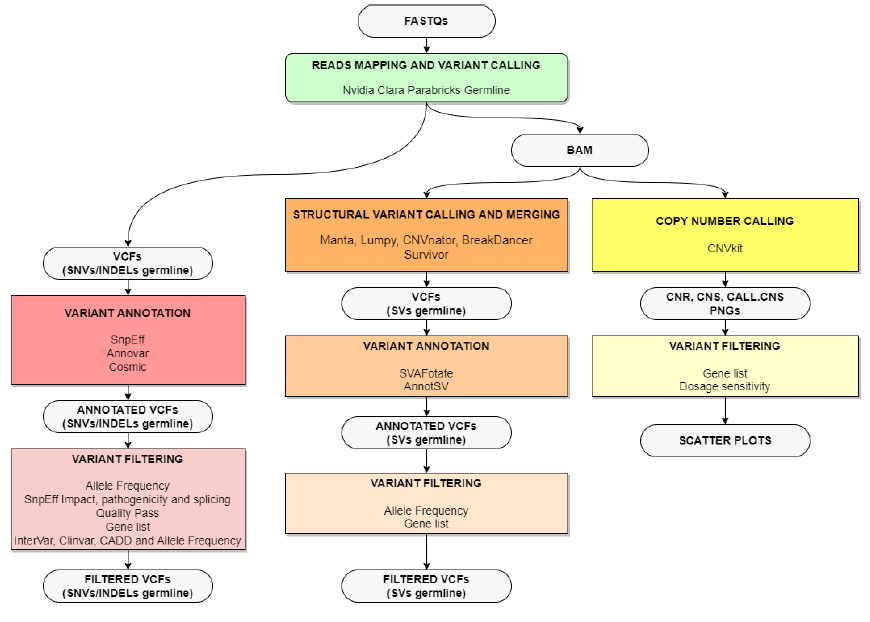 FASTQs
READS MAPPING AND VARIANT CALLING
Nvidia Clara Parabricks Germline
BAM
VCFs
(SNVs/INDELs germline)
VARIANT ANNOTATION
SnpEff
Annovar
Cosmic
ANNOTATED VCFs
(SNVs/INDELs germline)
VARIANT FILTERING
Allele Frequency
SnpEff Impact, pathogenicity and splicing
Quality Pass
Gene list
InterVar, Clinvar, CADD and Allele Frequency
FILTERED VCFs
(SNVs/INDELs germline)
STRUCTURAL VARIANT CALLING AND MERGING
Manta, Lumpy, CNVnator, BreakDancer
Survivor
VCFs
(SVs germline)
VARIANT ANNOTATION
SVAFotate
AnnotSV
ANNOTATED VCFs
(SVs germline)
VARIANT FILTERING
Allele Frequency
Gene list
FILTERED VCFs
(SVs germline)
COPY NUMBER CALLING
CNVkit
CNR, CNS, CALL.CNS
PNGs
VARIANT FILTERING
Gene list
Dosage sensitivity
SCATTER PLOTS